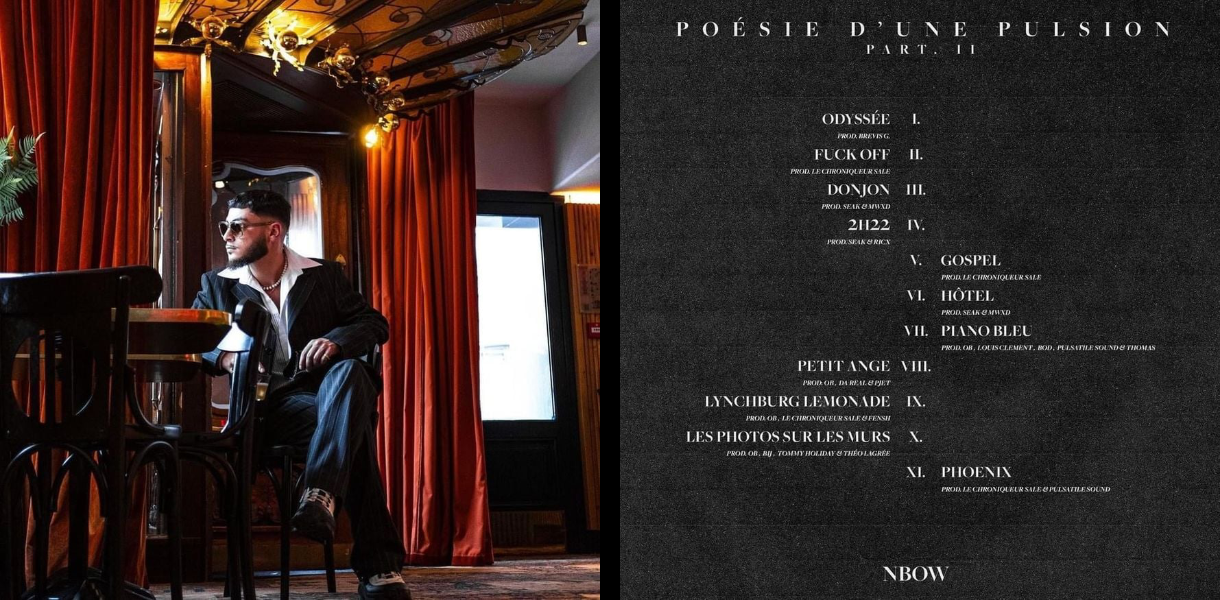 POÉSIE D'UNE PULSION
PART. II
ODYSSÉE I.
PROD. BREVIS G.
FUCK OFF II.
PROD. LE CHRONIQUEUR SALE
DONJON III.
PROD. SEAK & MWXD
2H22 IV.
PROD. SEAK & RICX
V. GOSPEL
PROD. LE CHRONIQUEUR SALE
VI. HÔTEL
PROD. SEAK & MWXD
VII. PIANO BLEU
PROD. OB , LOUIS CLEMENT , BOD , PULSATILE SOUND & THOMAS
PETIT ANGE VIII.
PROD. OB , DA REAL & PJET
LYNCHBURG LEMONADE IX.
PROD. OB , LE CHRONIQUEUR SALE & FENSH
LES PHOTOS SUR LES MURS X.
PROD. OB , BIJ , TOMMY HOLIDAY & THÉO LAGRÉE
XI. PHOENIX
PROD. LE CHRONIQUEUR SALE & PULSATILE SOUND
NBOW